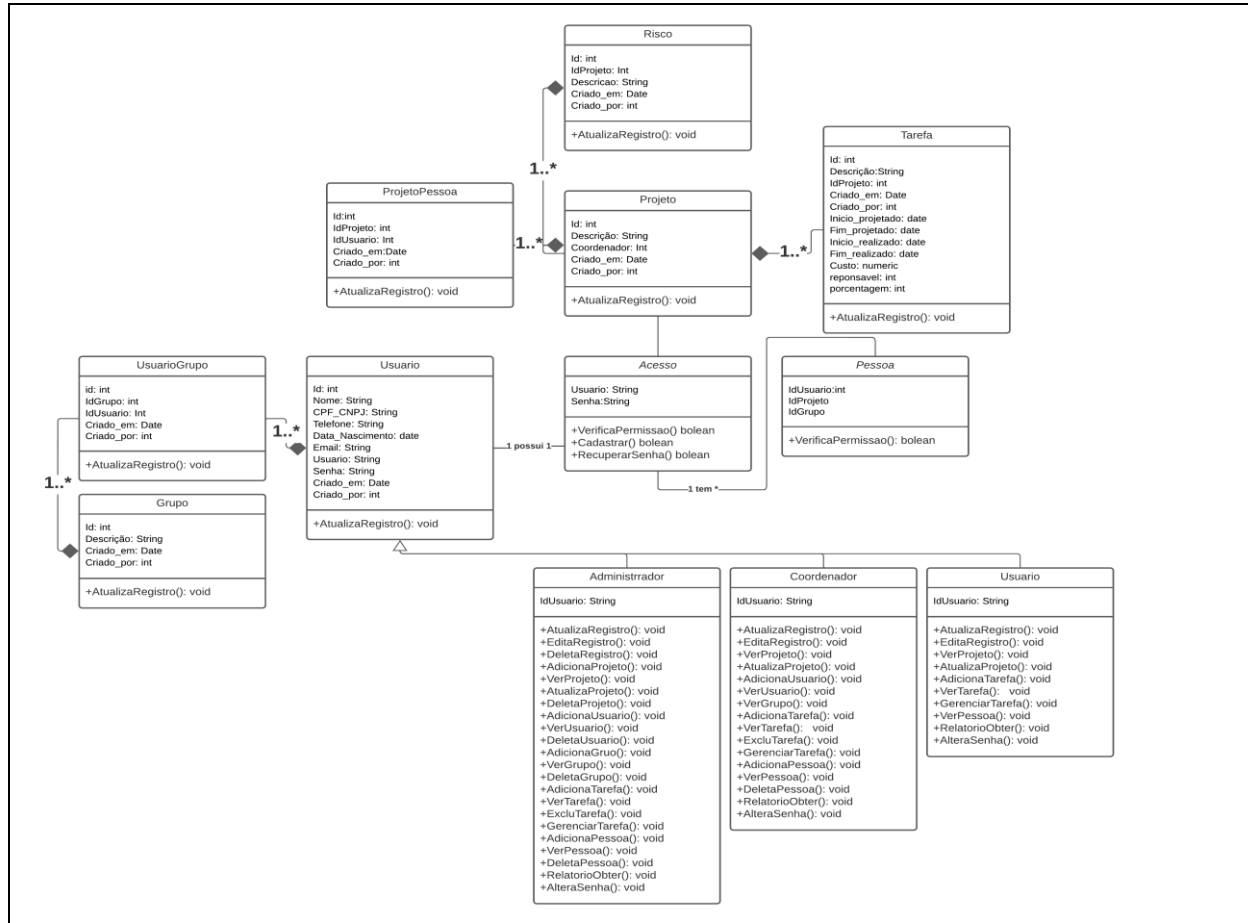 Risco
Id: int
IdProjeto: Int
Descricao: String
Criado_em: Date
Criado_por: int
+AtualizaRegistro(): void
1..*
Tarefa
Id: int
Descrição:String
IdProjeto: int
Criado_em: Date
Criado_por: int
Inicio_projetado: date
Fim_projetado: date
Inicio_realizado: date
Fim_realizado: date
Custo: numeric
reponsavel: int
porcentagem: int
+AtualizaRegistro(): void
ProjetoPessoa
Id:int
IdProjeto: int
IdUsuario: Int
Criado_em:Date
Criado_por: int
+AtualizaRegistro(): void
1..*
Projeto
Id: int
Descrição: String
Coordenador: Int
Criado_em: Date
Criado_por: int
+AtualizaRegistro(): void
1..*
UsuarioGrupo
id: int
IdGrupo: int
IdUsuario: Int
Criado_em: Date
Criado_por: int
+AtualizaRegistro(): void
1..*
1..*
Grupo
Id: int
Descrição: String
Criado_em: Date
Criado_por: int
+AtualizaRegistro(): void
Usuario
Id: int
Nome: String
CPF_CNPJ: String
Telefone: String
Data_Nascimento: date
Email: String
Usuario: String
Senha: String
Criado_em: Date
Criado_por: int
+AtualizaRegistro(): void
1 possui 1
Acesso
Usuario: String
Senha:String
+VerificaPermissao() bolean
+Cadastrar() bolean
+RecuperarSenha() bolean
1 tem *
Pessoa
IdUsuario:int
IdProjeto
IdGrupo
+VerificaPermissao(): bolean
Administrrador
IdUsuario: String
+AtualizaRegistro(): void
+EditaRegistro(): void
+DeletaRegistro(): void
+AdicionaProjeto(): void
+VerProjeto(): void
+AtualizaProjeto(): void
+DeletaProjeto(): void
+AdicionaUsuario(): void
+VerUsuario(): void
+DeletaUsuario(): void
+AdicionaGruo(): void
+VerGrupo(): void
+DeletaGrupo(): void
+AdicionaTarefa(): void
+VerTarefa(): void
+ExcluTarefa(): void
+GerenciarTarefa(): void
+AdicionaPessoa(): void
+VerPessoa(): void
+DeletaPessoa(): void
+RelatorioObter(): void
+AlteraSenha(): void
Coordenador
IdUsuario: String
+AtualizaRegistro(): void
+EditaRegistro(): void
+VerProjeto(): void
+AtualizaProjeto(): void
+AdicionaUsuario(): void
+VerUsuario(): void
+VerGrupo(): void
+AdicionaTarefa(): void
+VerTarefa(): void
+ExcluTarefa(): void
+GerenciarTarefa(): void
+AdicionaPessoa(): void
+VerPessoa(): void
+DeletaPessoa(): void
+RelatorioObter(): void
+AlteraSenha(): void
Usuario
IdUsuario: String
+AtualizaRegistro(): void
+EditaRegistro(): void
+VerProjeto(): void
+AtualizaProjeto(): void
+AdicionaTarefa(): void
+VerTarefa(): void
+GerenciarTarefa(): void
+VerPessoa(): void
+RelatorioObter(): void
+AlteraSenha(): void